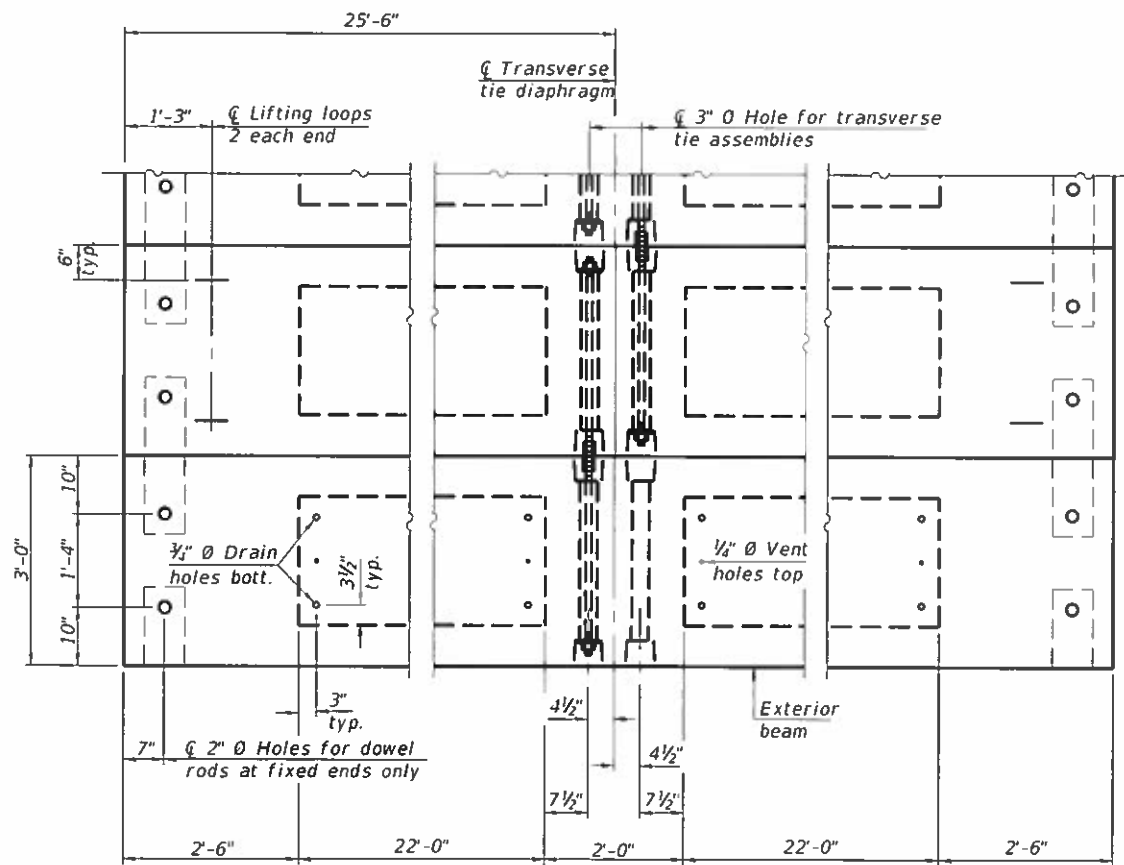 25'-6"
℄ Transverse
tie diaphragm
1'-3"
℄ Lifting loops
2 each end
℄ 3" Ø Hole for transverse
tie assemblies
6"
typ.
3'-0"
10"
1'-4"
10"
¾" Ø Drain
holes bott.
3½"
typ.
¼" Ø Vent
holes top
3"
typ.
7"
℄ 2" Ø Holes for dowel
rods at fixed ends only
4½"
4½"
Exterior
beam
7½"
7½"
2'-6"
22'-0"
2'-0"
22'-0"
2'-6"